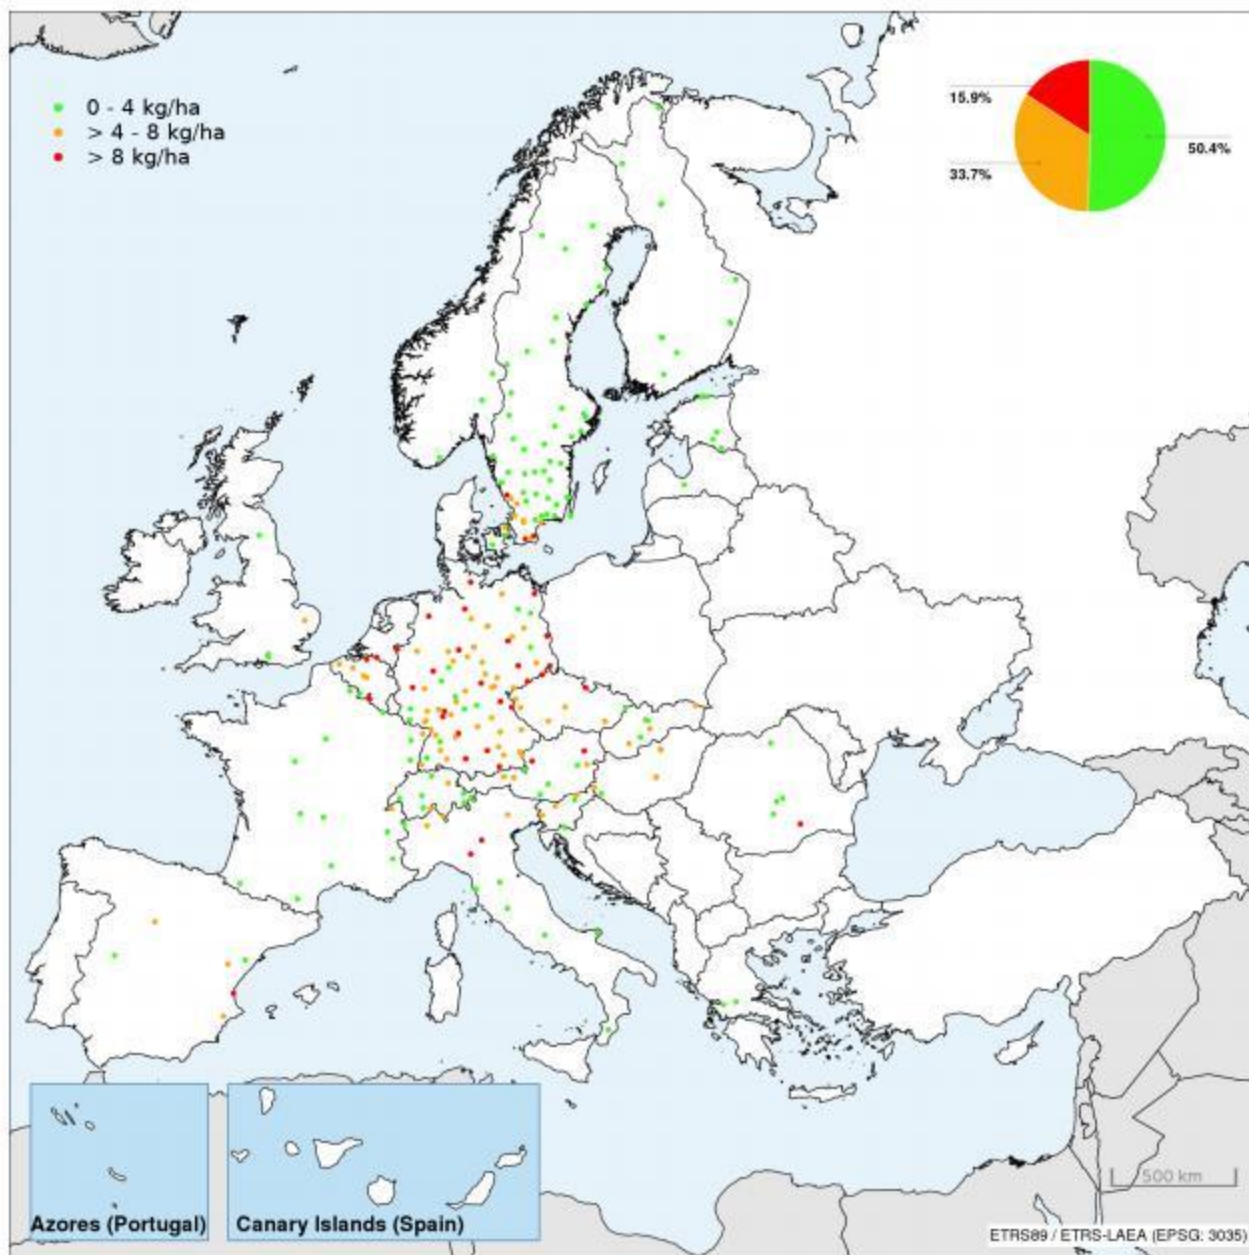 0 - 4 kg/ha
> 4 - 8 kg/ha
> 8 kg/ha
15.9%
50.4%
33.7%
500 km
Azores (Portugal)
Canary Islands (Spain)
ETRS89 / ETRS-LAEA (EPSG: 3035)